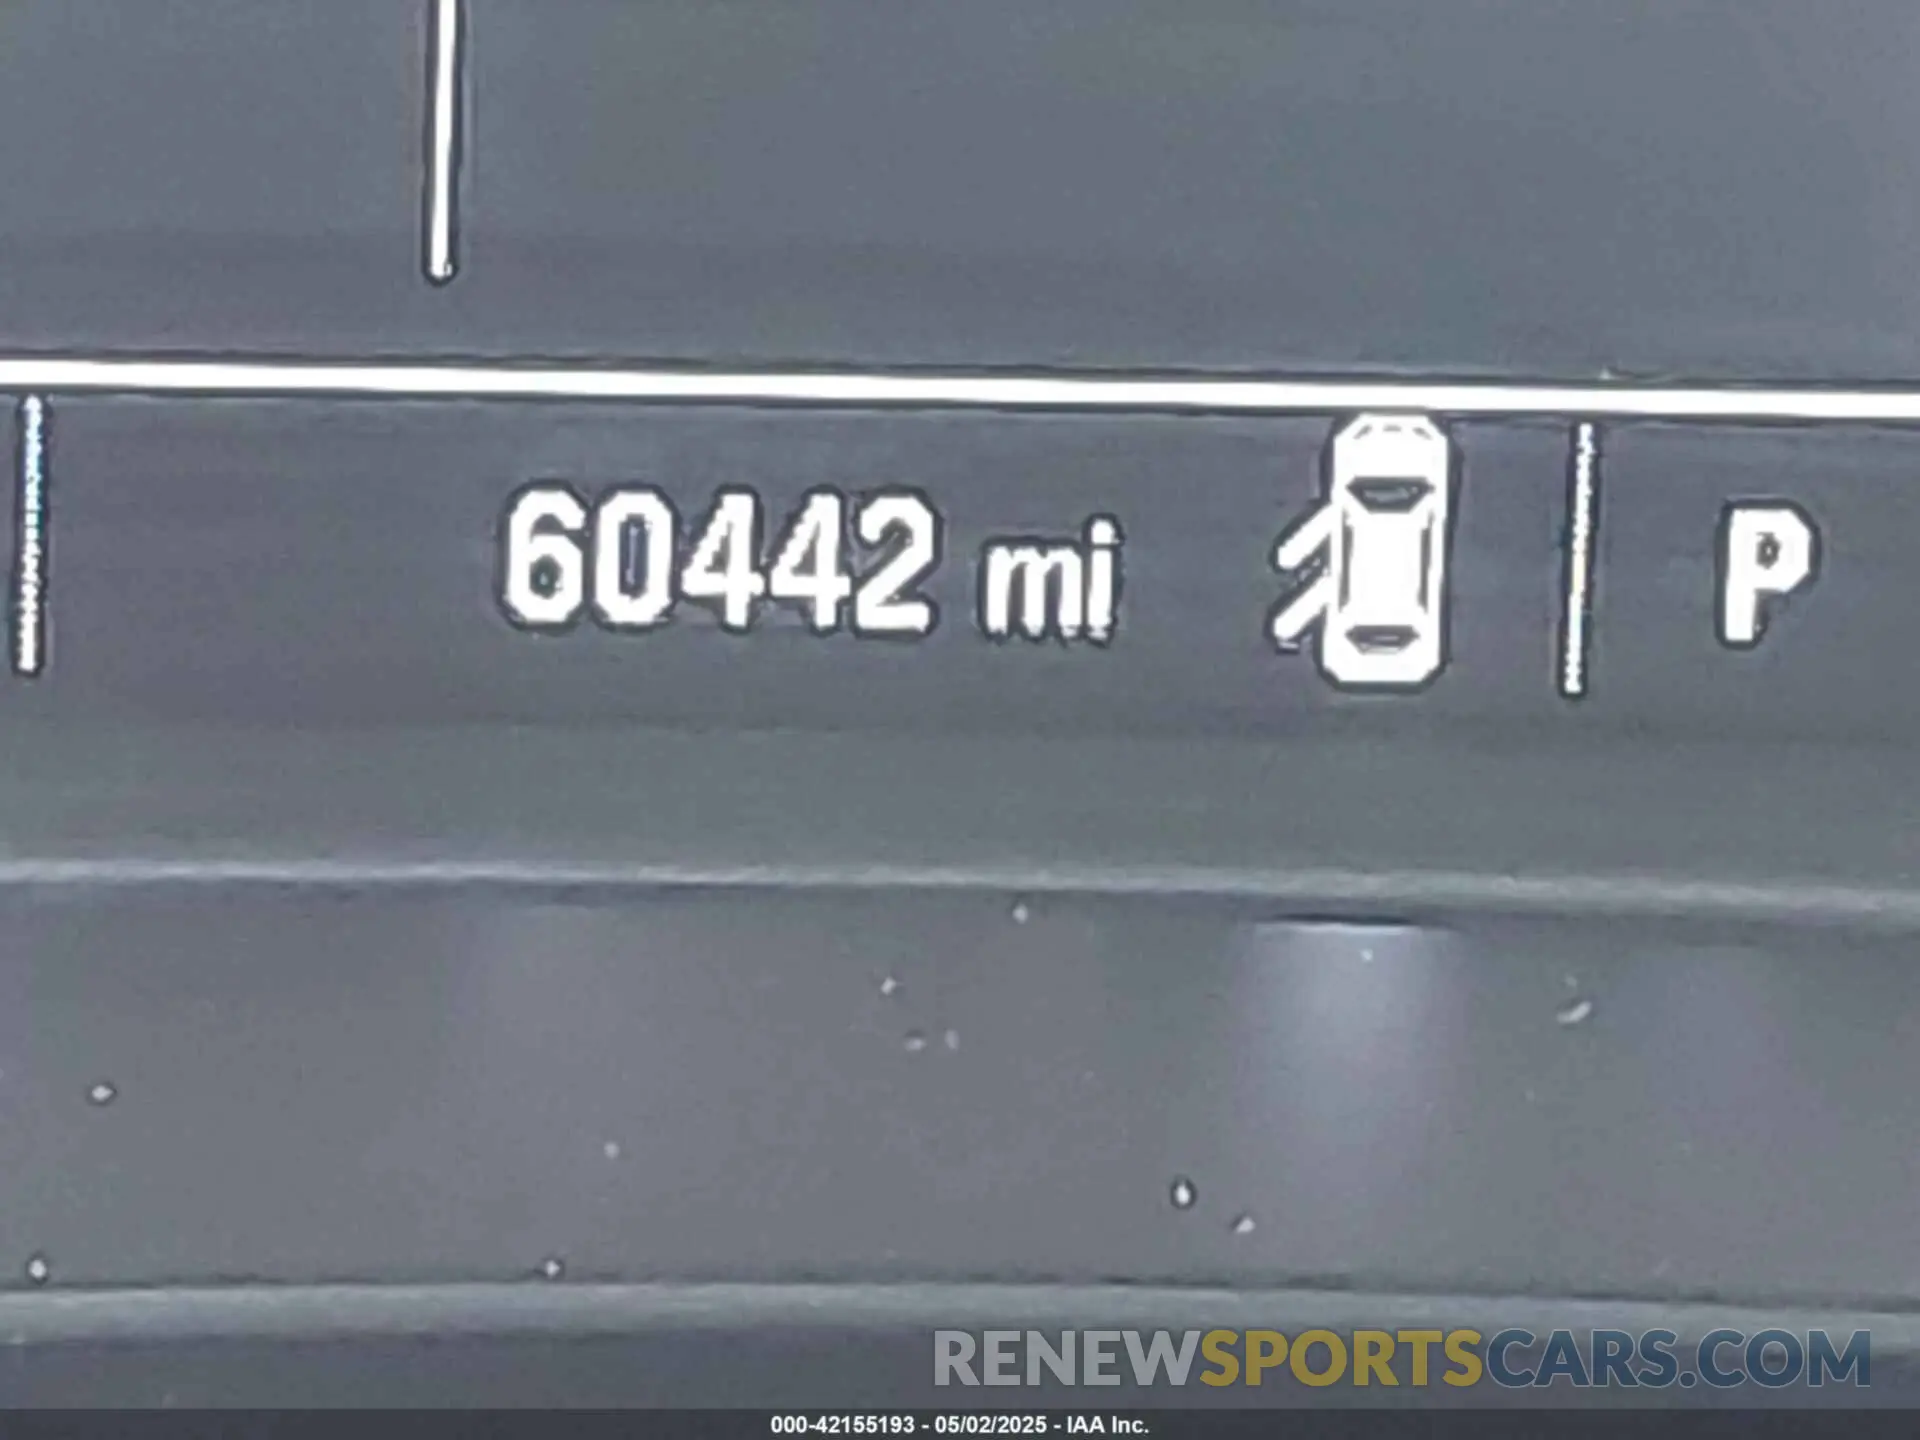 60442 mi P
RENEWSPORTSCARS.COM
000-42155193 - 05/02/2025 - IAA Inc.